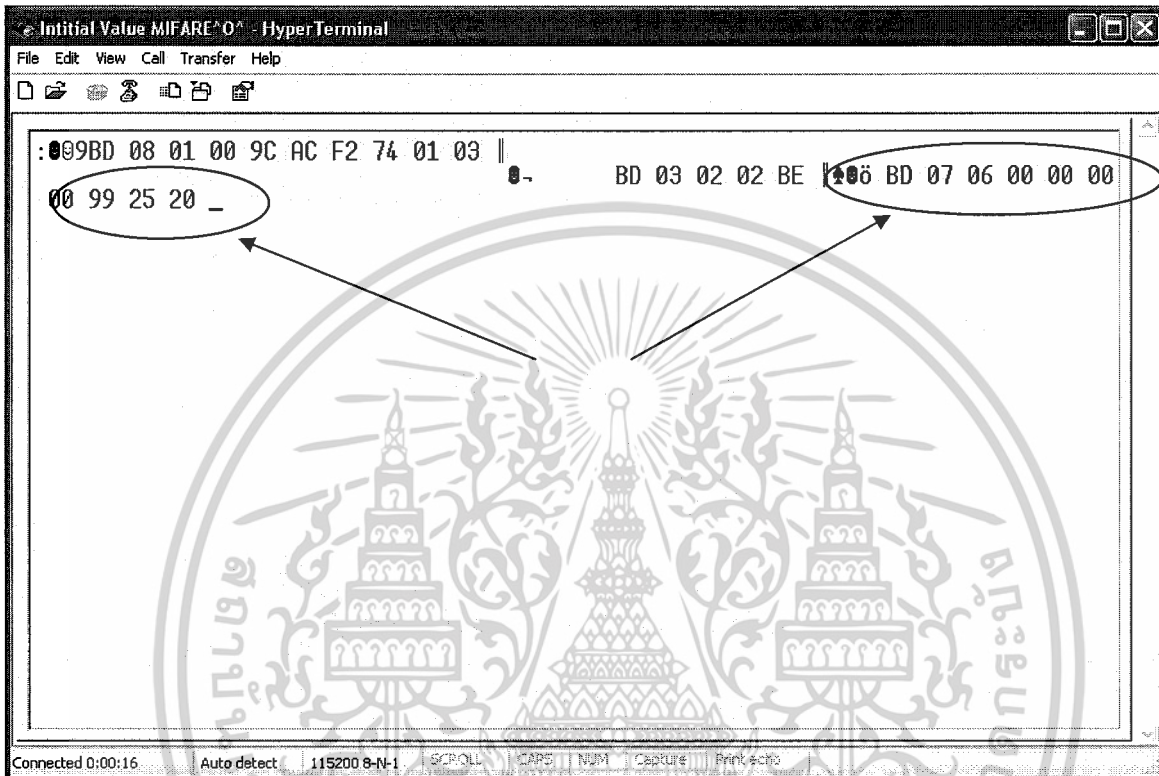 Intitial Value MIFARE^O^ - HyperTerminal
File Edit View Call Transfer Help
:99BD 08 01 00 9C AC F2 74 01 03 ║
¬ BD 03 02 02 BE ║♠ö BD 07 06 00 00 00
00 99 25 20 _
Connected 0:00:16 Auto detect 115200 8-N-1 SCROLL CAPS NUM Capture Print echo